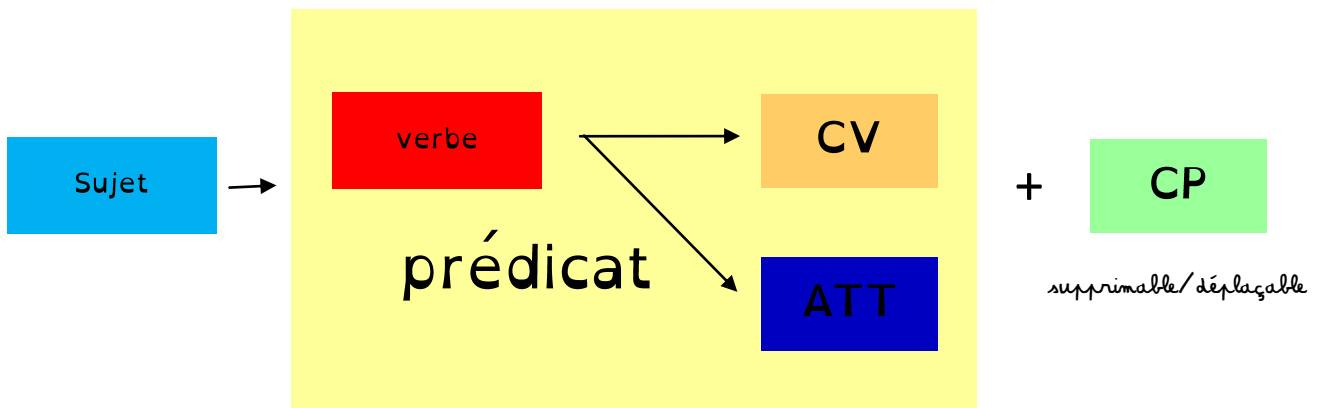 Sujet
verbe
prédicat
CV
ATT
+
CP
supprimable/déplaçable